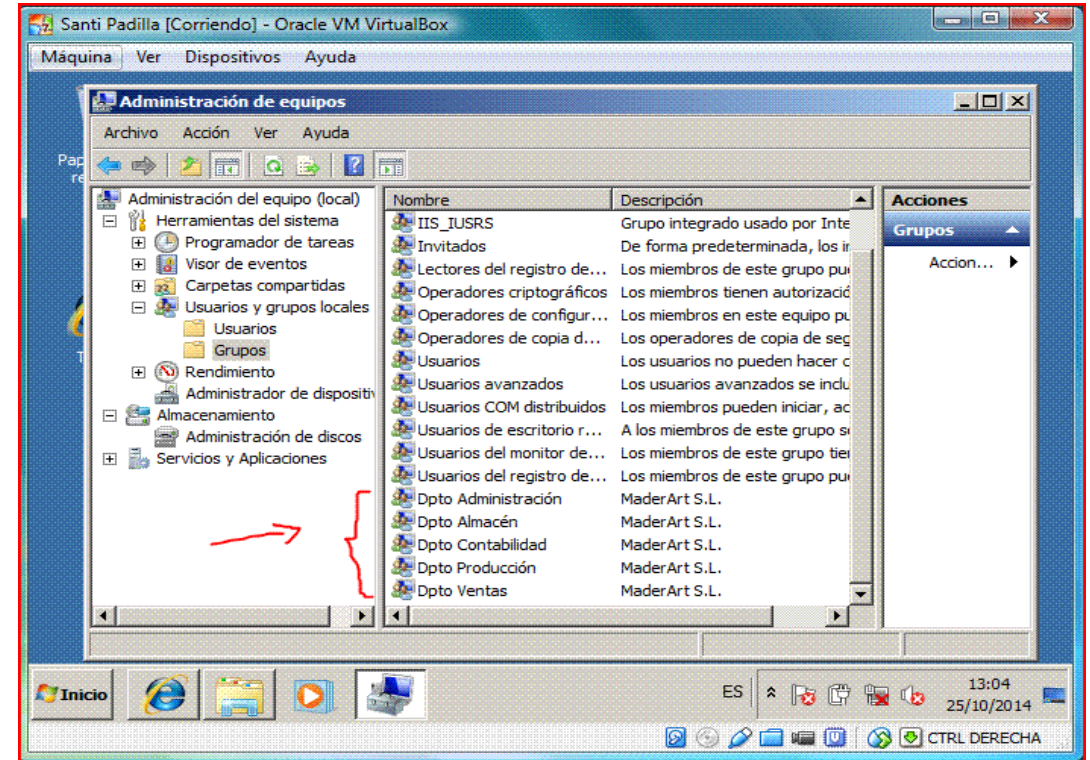 Santi Padilla [Corriendo] - Oracle VM VirtualBox
Máquina Ver Dispositivos Ayuda
Administración de equipos
Archivo Acción Ver Ayuda
Administración del equipo (local)
Herramientas del sistema
Programador de tareas
Visor de eventos
Carpetas compartidas
Usuarios y grupos locales
Usuarios
Grupos
Rendimiento
Administrador de dispositiv
Almacenamiento
Administración de discos
Servicios y Aplicaciones
Nombre Descripción
IIS_IUSRS Grupo integrado usado por Inte
Invitados De forma predeterminada, los in
Lectores del registro de... Los miembros de este grupo pue
Operadores criptográficos Los miembros tienen autorizació
Operadores de configur... Los miembros en este equipo pu
Operadores de copia d... Los operadores de copia de seg
Usuarios Los usuarios no pueden hacer c
Usuarios avanzados Los usuarios avanzados se inclu
Usuarios COM distribuidos Los miembros pueden iniciar, ac
Usuarios de escritorio r... A los miembros de este grupo se
Usuarios del monitor de... Los miembros de este grupo tien
Usuarios del registro de... Los miembros de este grupo pue
Dpto Administración MaderArt S.L.
Dpto Almacén MaderArt S.L.
Dpto Contabilidad MaderArt S.L.
Dpto Producción MaderArt S.L.
Dpto Ventas MaderArt S.L.
Acciones
Grupos
Accion...
Pap
re
Inicio
ES
13:04
25/10/2014
CTRL DERECHA